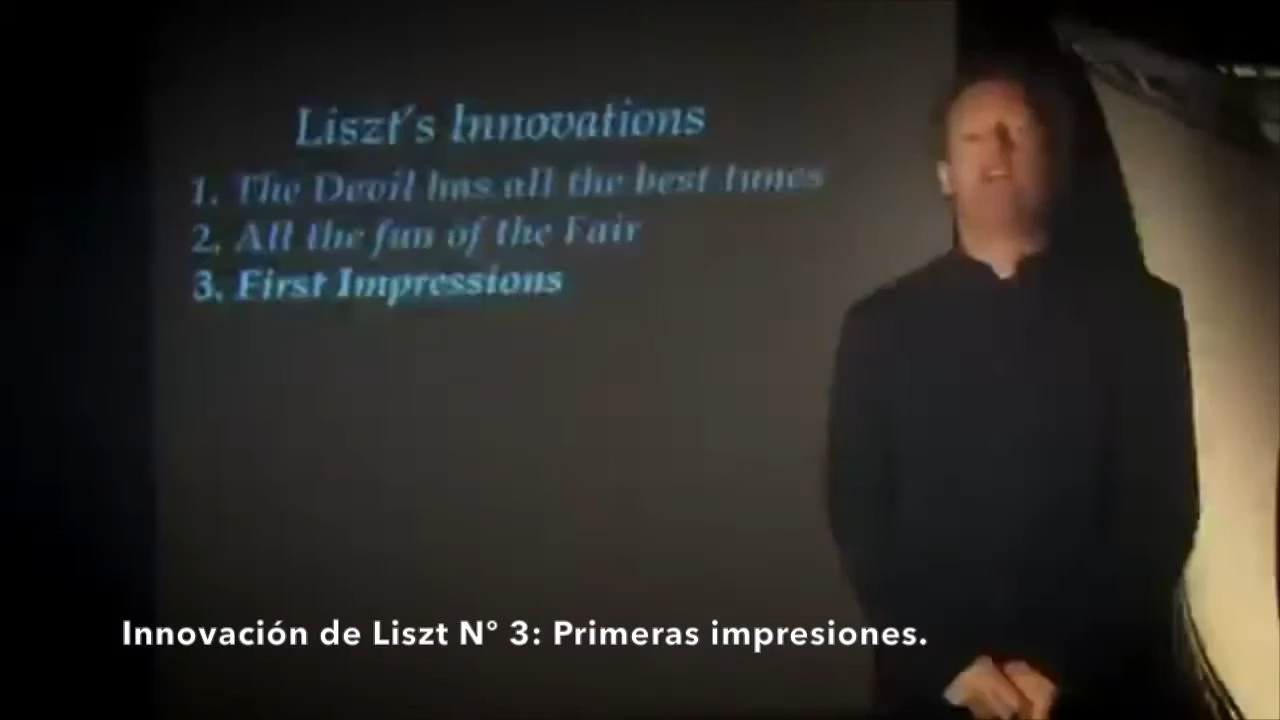 Liszt's Innovations
1. The Devil has all the best tunes
2. All the fun of the Fair
3. First Impressions
Innovación de Liszt N° 3: Primeras impresiones.